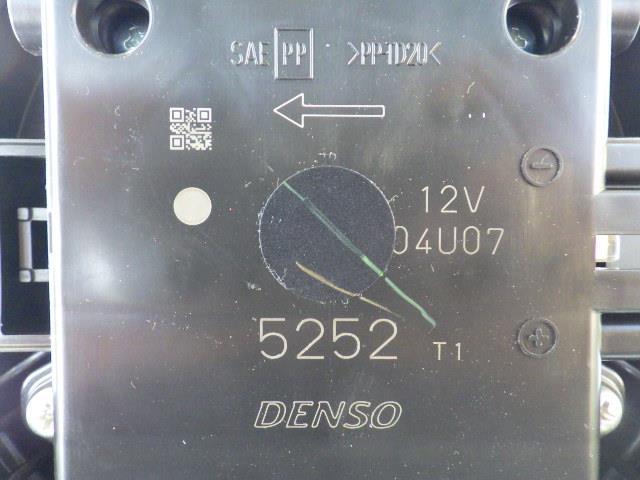 SAE PP >PP-TD20<
12V
04U07
5252 T1
DENSO